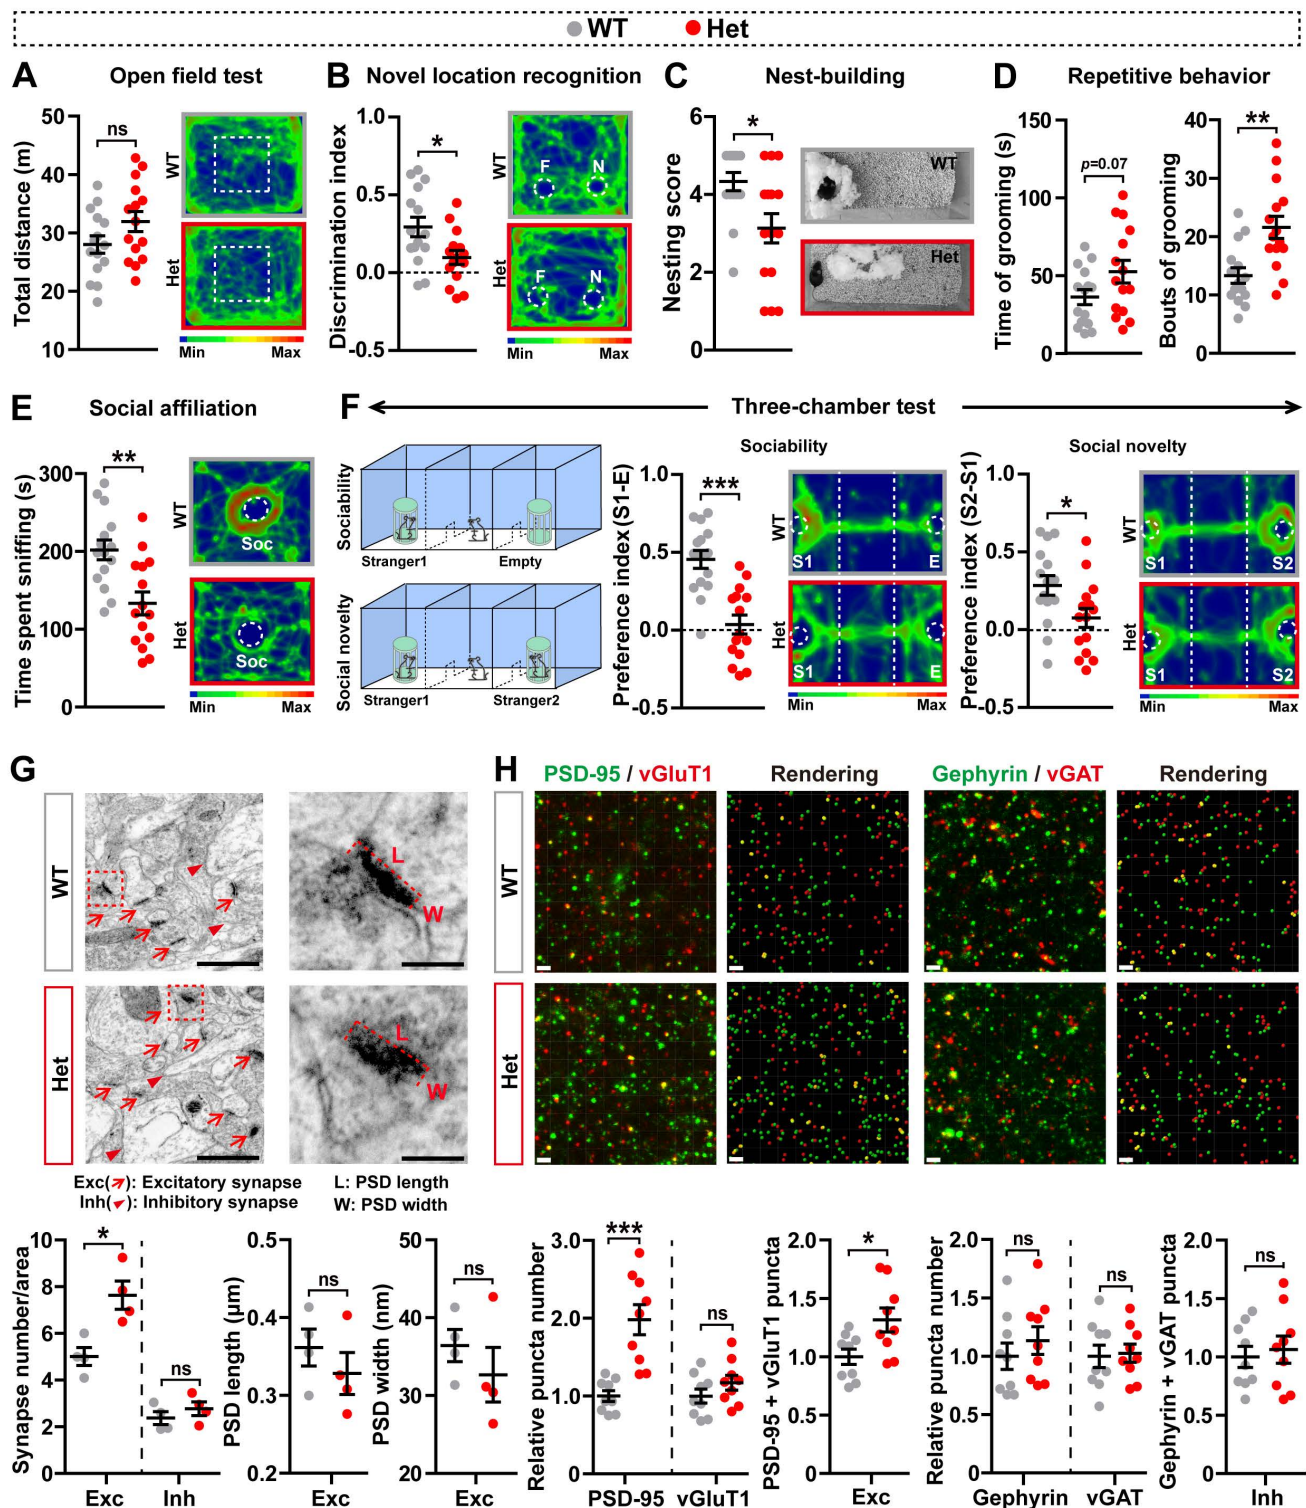 WT Het
A Open field test
Total distance (m)
50
40
30
20
10
ns
WT
Het
Min Max
B Novel location recognition
Discrimination index
1.0
0.5
0.0
-0.5
*
WT
F N
Het
F N
Min Max
C Nest-building
Nesting score
6
4
2
0
*
WT
Het
D Repetitive behavior
Time of grooming (s)
150
100
50
0
p=0.07
Bouts of grooming
40
30
20
10
0
**
E Social affiliation
Time spent sniffing (s)
300
200
100
0
**
WT
Soc
Het
Soc
Min Max
F Three-chamber test
Sociability
Stranger1 Empty
Social novelty
Stranger1 Stranger2
Sociability
Preference index (S1-E)
1.0
0.5
0.0
-0.5
***
WT
S1 E
Het
S1 E
Min Max
Social novelty
Preference index (S2-S1)
1.0
0.5
0.0
-0.5
*
WT
S1 S2
Het
S1 S2
Min Max
G
WT
L
W
Het
L
W
Exc( ): Excitatory synapse
Inh( ): Inhibitory synapse
L: PSD length
W: PSD width
Synapse number/area
10
8
6
4
2
0
*
ns
Exc Inh
PSD length (μm)
0.5
0.4
0.3
0.2
ns
Exc
PSD width (nm)
50
40
30
20
ns
Exc
H PSD-95 / vGluT1 Rendering Gephyrin / vGAT Rendering
WT
Het
Relative puncta number
3.0
2.0
1.0
0
***
ns
PSD-95 vGluT1
PSD-95 + vGluT1 puncta
2.0
1.5
1.0
0.5
0
*
Exc
Relative puncta number
2.0
1.5
1.0
0.5
0
ns
ns
Gephyrin vGAT
Gephyrin + vGAT puncta
2.0
1.5
1.0
0.5
0
ns
Inh